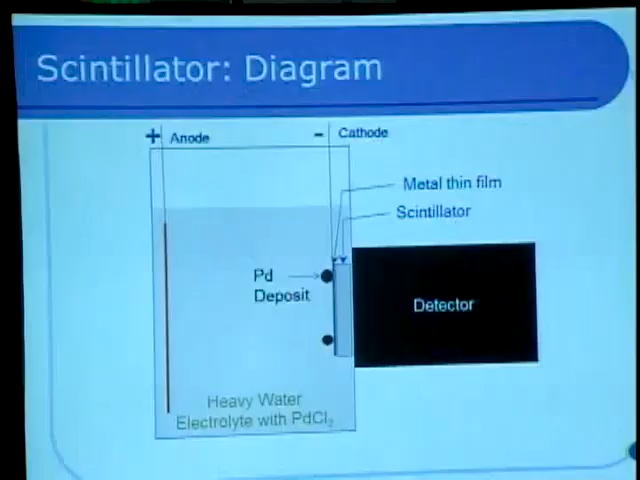 Scintillator: Diagram
+ Anode
- Cathode
Metal thin film
Scintillator
Pd
Deposit
Detector
Heavy Water
Electrolyte with PdCl₂